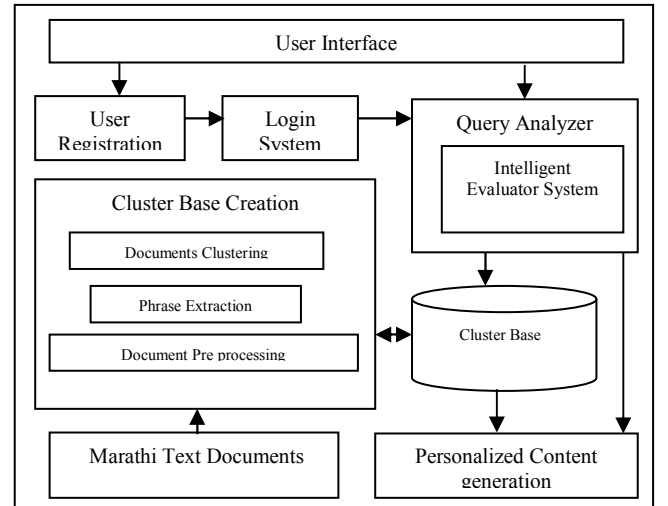 User Interface
User
Registration
Login
System
Query Analyzer
Intelligent
Evaluator System
Cluster Base Creation
Documents Clustering
Phrase Extraction
Document Pre processing
Cluster Base
Marathi Text Documents
Personalized Content
generation